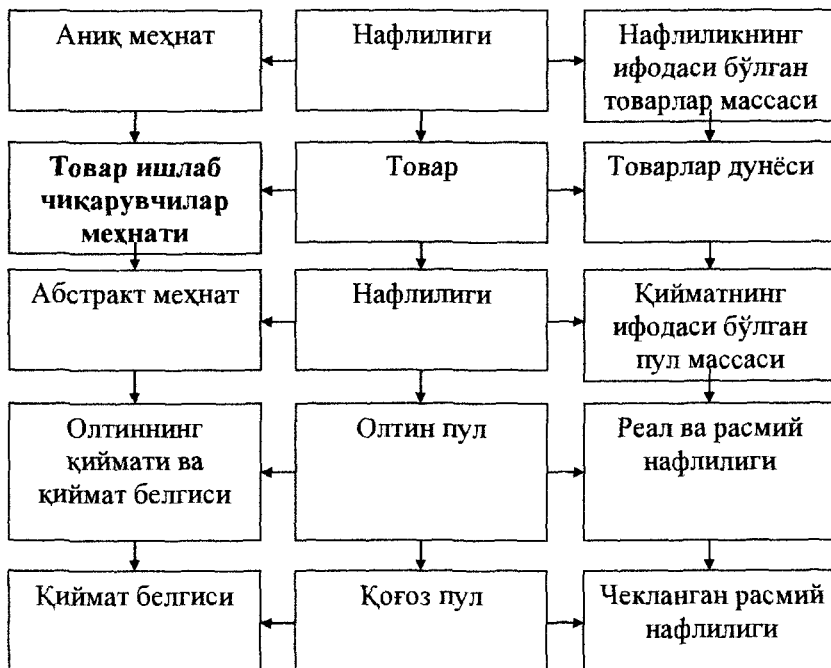 Аниқ меҳнат
Нафлилиги
Нафлиликнинг
ифодаси бўлган
товарлар массаси
Товар ишлаб
чиқарувчилар
меҳнати
Товар
Товарлар дунёси
Абстракт меҳнат
Нафлилиги
Қийматнинг
ифодаси бўлган
пул массаси
Олтиннинг
қиймати ва
қиймат белгиси
Олтин пул
Реал ва расмий
нафлилиги
Қиймат белгиси
Қоғоз пул
Чекланган расмий
нафлилиги